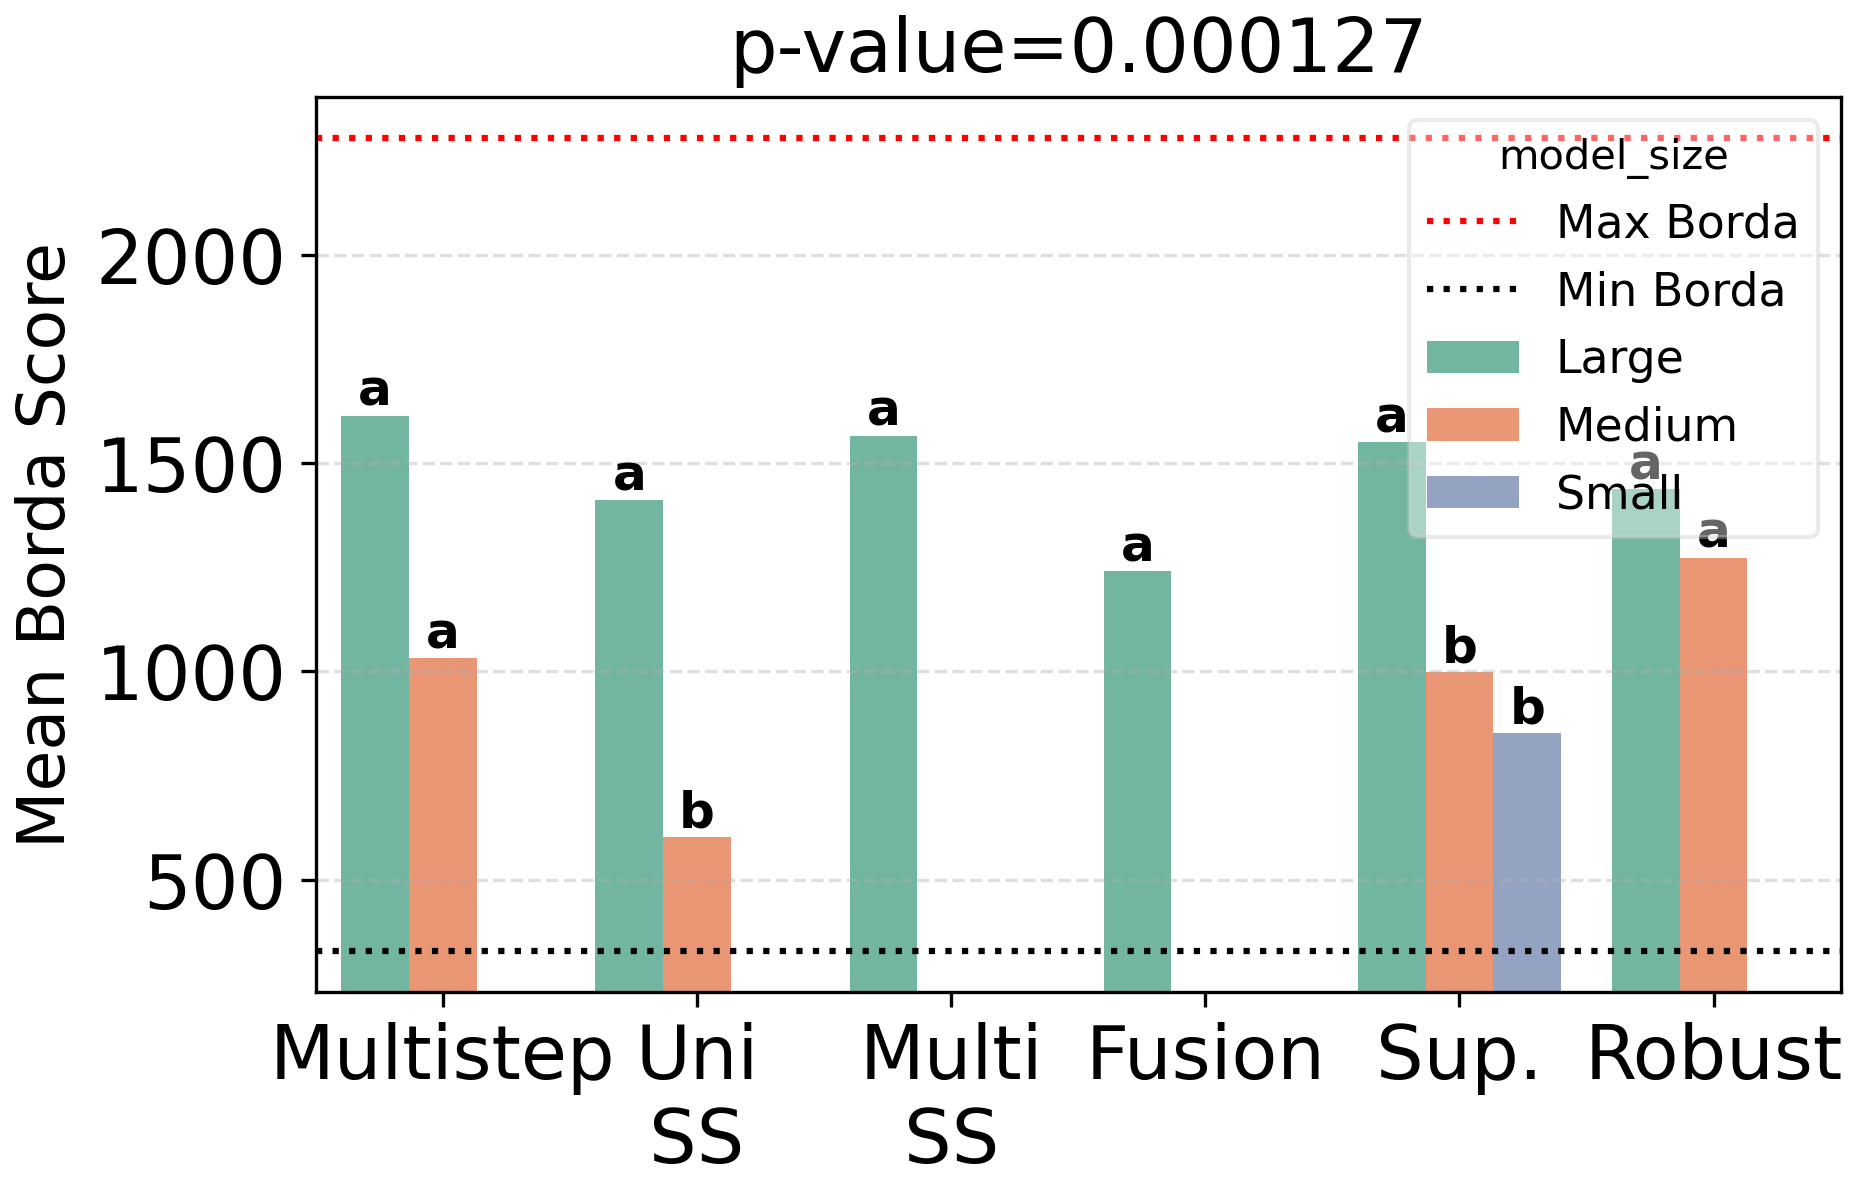 p-value=0.000127
Mean Borda Score
2000
1500
1000
500
model_size
Max Borda
Min Borda
Large
Medium
Small
a
a
a
b
a
a
a
b
b
a
a
Multistep
Uni
SS
Multi
SS
Fusion
Sup.
Robust